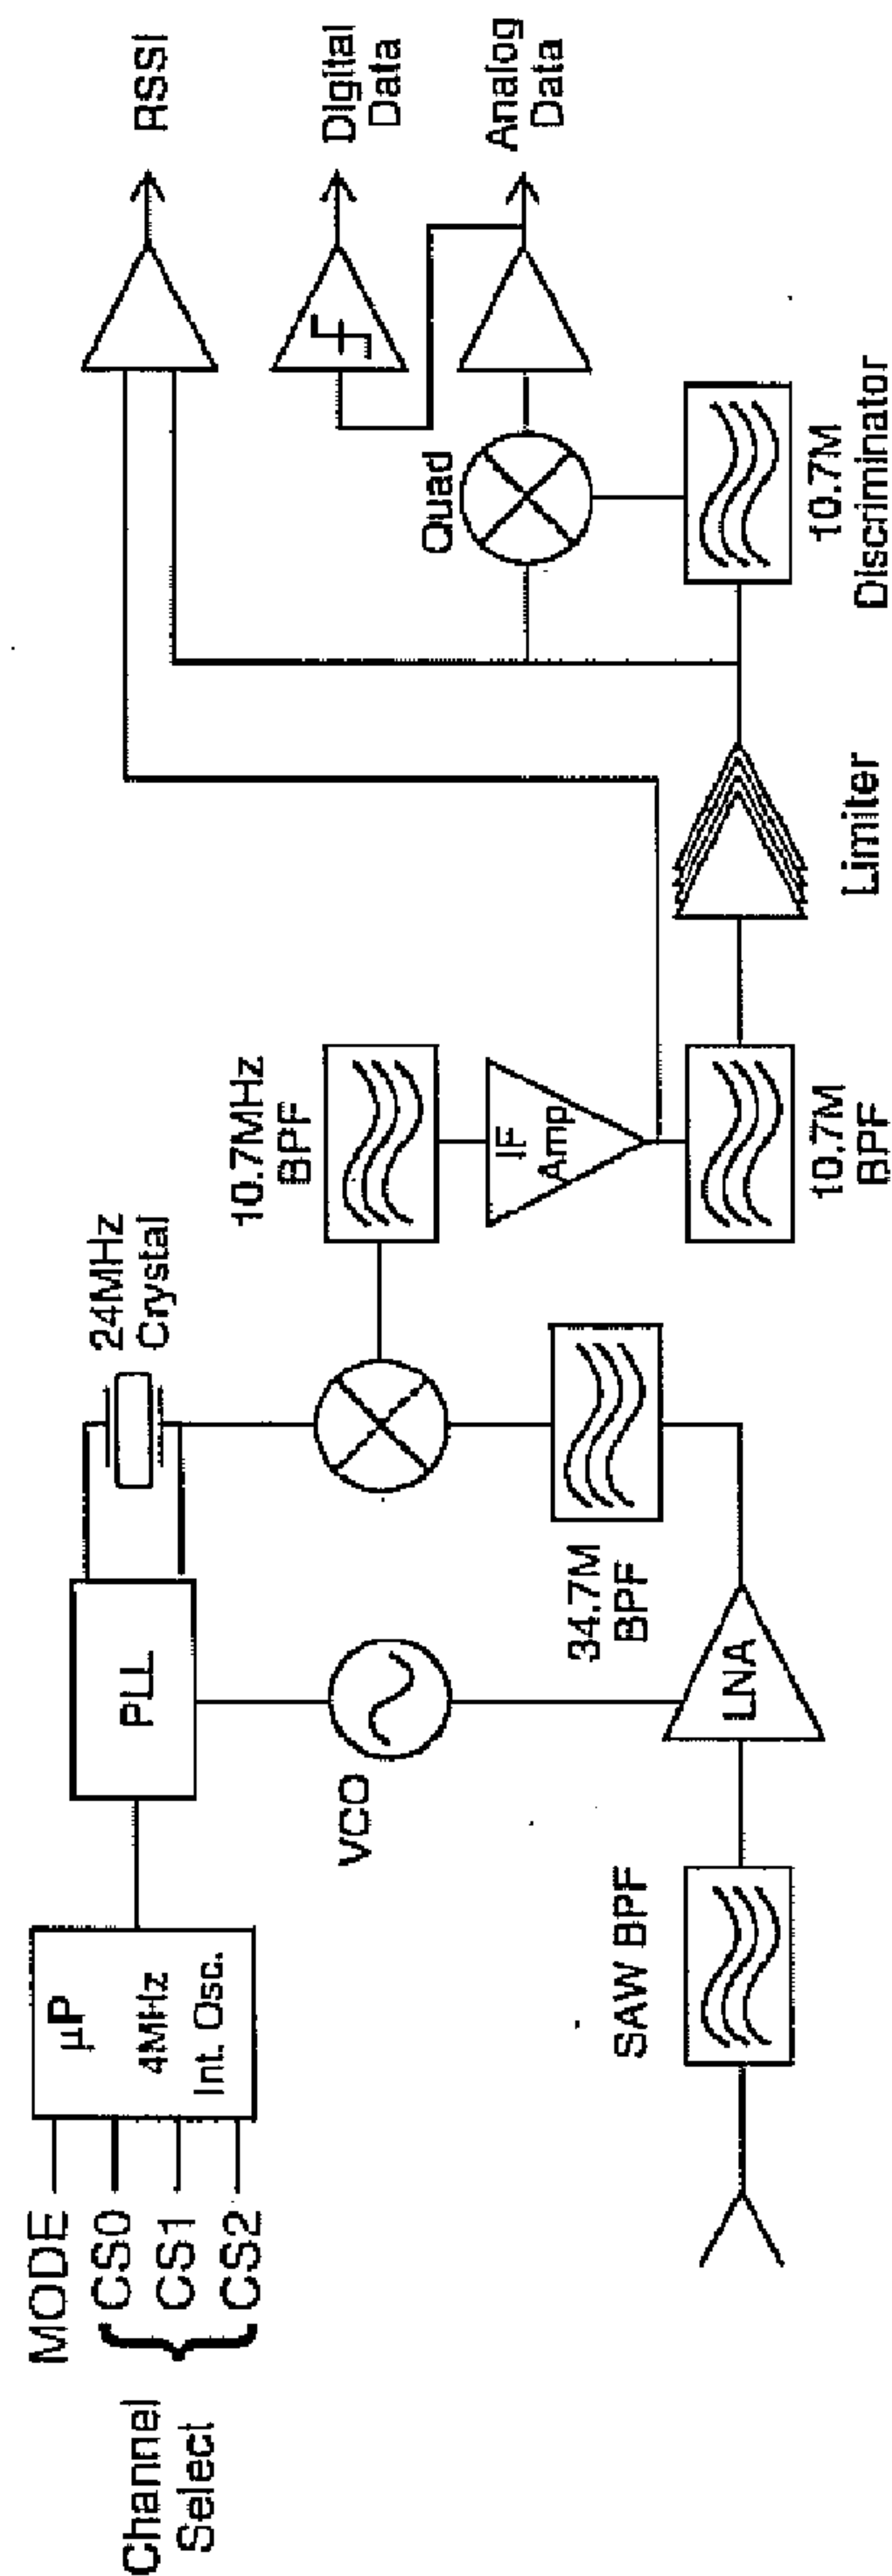 MODE
CS0
CS1
CS2
Channel
Select
µP
4MHz
Int. Osc.
PLL
24MHz
Crystal
VCO
SAW BPF
LNA
34.7M
BPF
10.7MHz
BPF
IF
Amp
10.7M
BPF
Limiter
Quad
10.7M
Discriminator
RSSI
Digital
Data
Analog
Data